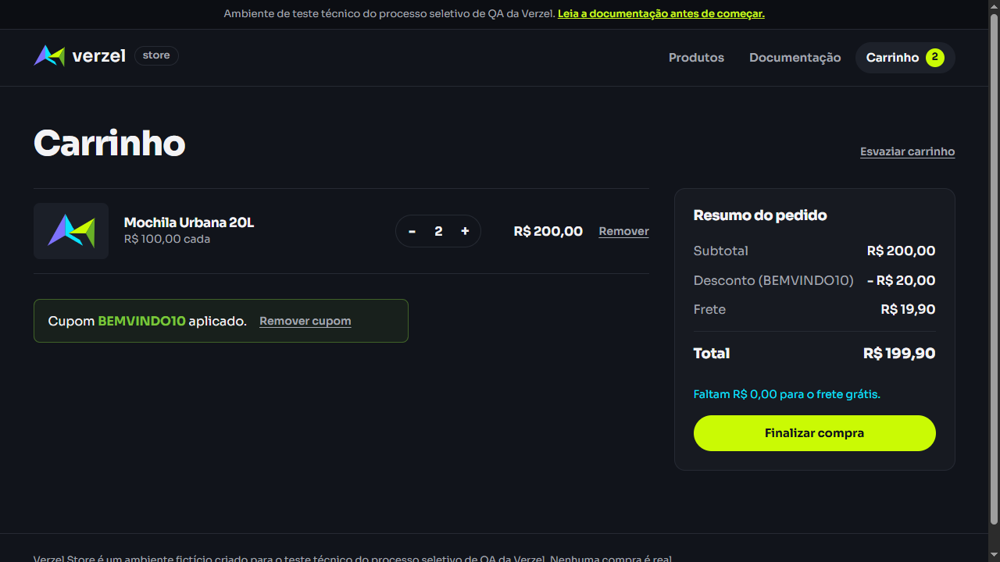 Ambiente de teste técnico do processo seletivo de QA da Verzel. Leia a documentação antes de começar.
verzel store
Produtos
Documentação
Carrinho 2
Carrinho
Esvaziar carrinho
Mochila Urbana 20L
R$ 100,00 cada
- 2 +
R$ 200,00
Remover
Cupom BEMVINDO10 aplicado. Remover cupom
Resumo do pedido
Subtotal R$ 200,00
Desconto (BEMVINDO10) - R$ 20,00
Frete R$ 19,90
Total R$ 199,90
Faltam R$ 0,00 para o frete grátis.
Finalizar compra
Verzel Store é um ambiente fictício criado para o teste técnico do processo seletivo de QA da Verzel. Nenhuma compra é real.